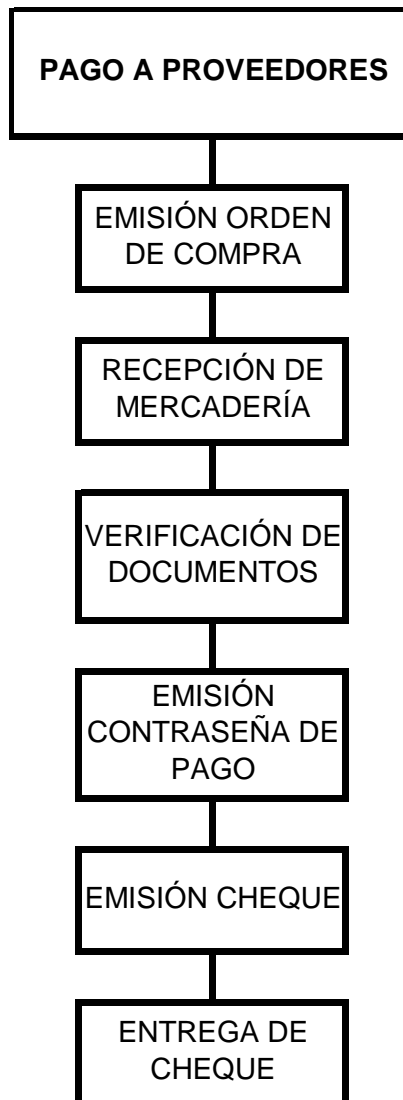 PAGO A PROVEEDORES
EMISIÓN ORDEN
DE COMPRA
RECEPCIÓN DE
MERCADERÍA
VERIFICACIÓN DE
DOCUMENTOS
EMISIÓN
CONTRASEÑA DE
PAGO
EMISIÓN CHEQUE
ENTREGA DE
CHEQUE